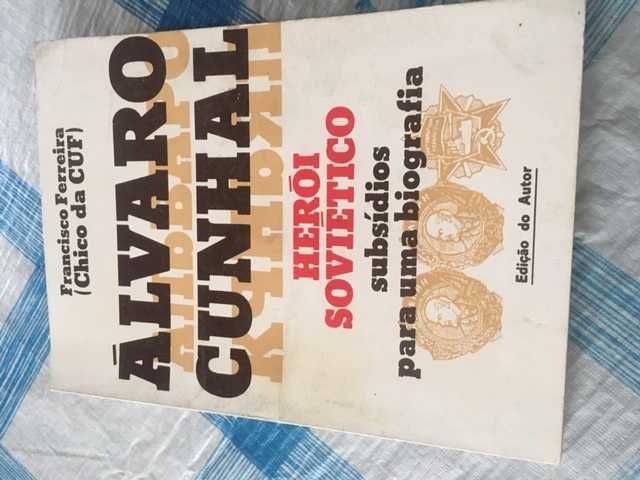 Francisco Ferreira
(Chico da CUF)
ÁLVARO
CUNHAL
HERÓI
SOVIÉTICO
subsídios
para uma biografia
Edição do Autor